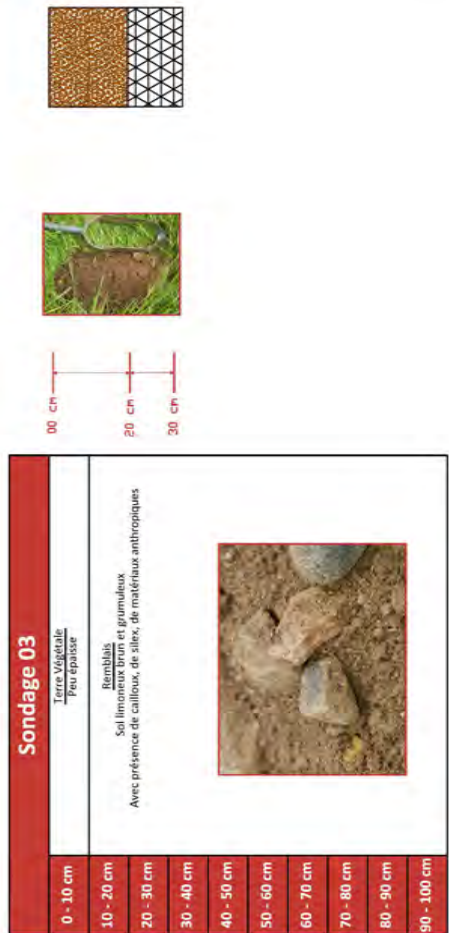 Sondage 03
0 - 10 cm
Terre Végétale
Peu épaisse
10 - 20 cm
Remblais
Sol limoneux brun et grumuleux
Avec présence de cailloux, de silex, de matériaux anthropiques
20 - 30 cm
30 - 40 cm
40 - 50 cm
50 - 60 cm
60 - 70 cm
70 - 80 cm
80 - 90 cm
90 - 100 cm
00 cm
20 cm
30 cm